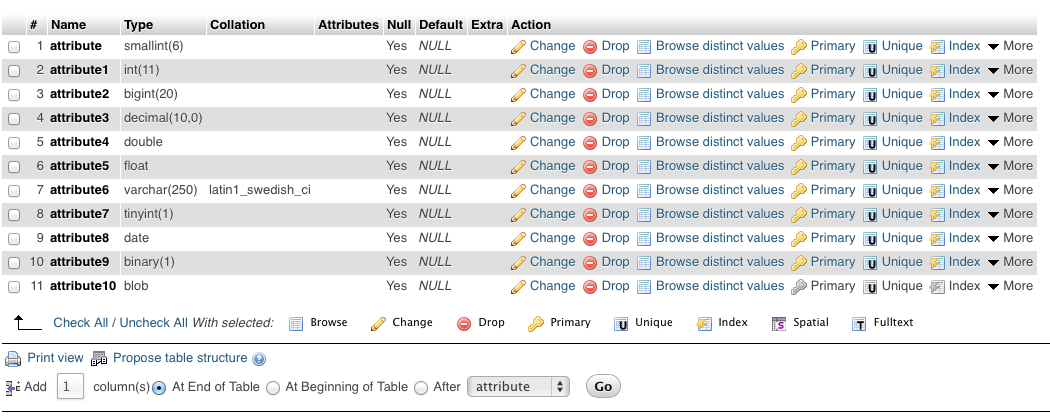 # Name Type Collation Attributes Null Default Extra Action
1 attribute smallint(6) Yes NULL Change Drop Browse distinct values Primary Unique Index More
2 attribute1 int(11) Yes NULL Change Drop Browse distinct values Primary Unique Index More
3 attribute2 bigint(20) Yes NULL Change Drop Browse distinct values Primary Unique Index More
4 attribute3 decimal(10,0) Yes NULL Change Drop Browse distinct values Primary Unique Index More
5 attribute4 double Yes NULL Change Drop Browse distinct values Primary Unique Index More
6 attribute5 float Yes NULL Change Drop Browse distinct values Primary Unique Index More
7 attribute6 varchar(250) latin1_swedish_ci Yes NULL Change Drop Browse distinct values Primary Unique Index More
8 attribute7 tinyint(1) Yes NULL Change Drop Browse distinct values Primary Unique Index More
9 attribute8 date Yes NULL Change Drop Browse distinct values Primary Unique Index More
10 attribute9 binary(1) Yes NULL Change Drop Browse distinct values Primary Unique Index More
11 attribute10 blob Yes NULL Change Drop Browse distinct values Primary Unique Index More
Check All / Uncheck All With selected: Browse Change Drop Primary Unique Index Spatial Fulltext
Print view Propose table structure
Add 1 column(s) At End of Table At Beginning of Table After attribute Go